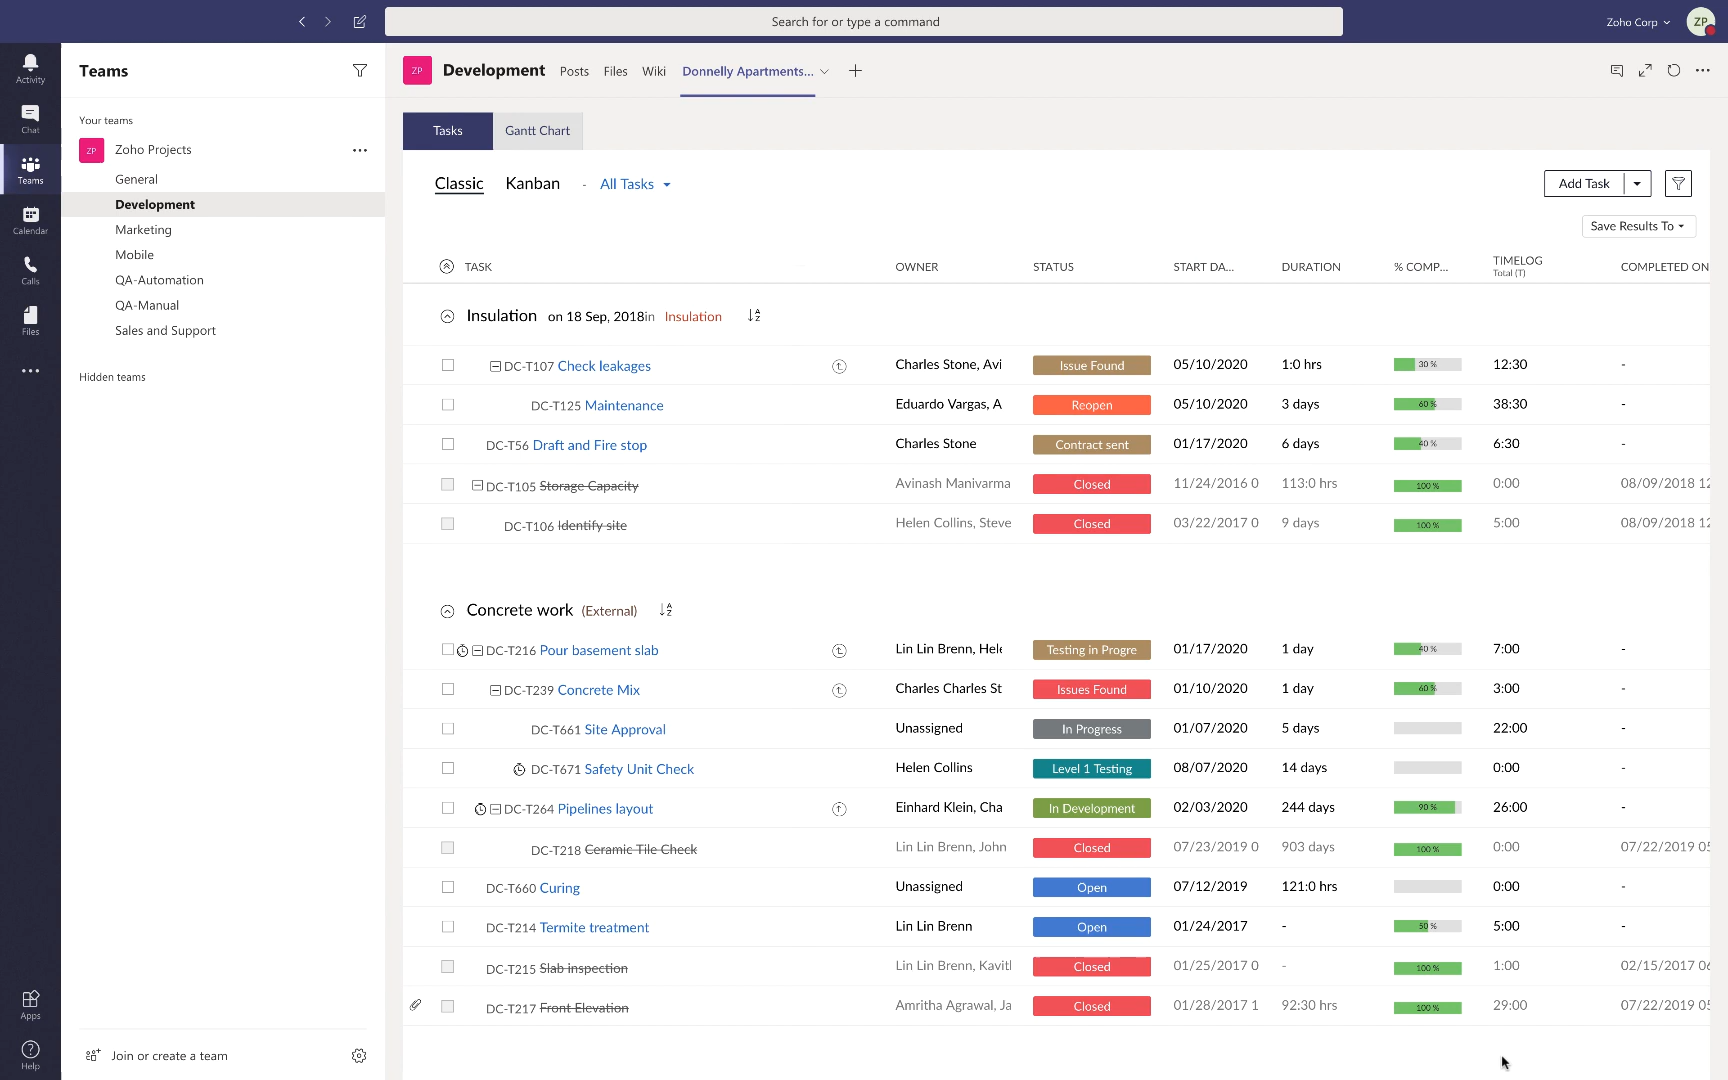 Search for or type a command
Zoho Corp
ZP
Activity
Chat
Teams
Calendar
Calls
Files
Apps
Help
Teams
Your teams
ZP Zoho Projects
General
Development
Marketing
Mobile
QA-Automation
QA-Manual
Sales and Support
Hidden teams
Join or create a team
ZP Development Posts Files Wiki Donnelly Apartments...
Tasks Gantt Chart
Classic Kanban - All Tasks
Add Task
Save Results To
TASK OWNER STATUS START DA... DURATION % COMP... TIMELOG COMPLETED ON
Total (T)
Insulation on 18 Sep, 2018in Insulation
DC-T107 Check leakages Charles Stone, Avi Issue Found 05/10/2020 1:0 hrs 30 % 12:30 -
DC-T125 Maintenance Eduardo Vargas, A Reopen 05/10/2020 3 days 60 % 38:30 -
DC-T56 Draft and Fire stop Charles Stone Contract sent 01/17/2020 6 days 40 % 6:30 -
DC-T105 Storage Capacity Avinash Manivarma Closed 11/24/2016 0 113:0 hrs 100 % 0:00 08/09/2018 12
DC-T106 Identify site Helen Collins, Steve Closed 03/22/2017 0 9 days 100 % 5:00 08/09/2018 12
Concrete work (External)
DC-T216 Pour basement slab Lin Lin Brenn, Hele Testing in Progre 01/17/2020 1 day 40 % 7:00 -
DC-T239 Concrete Mix Charles Charles St Issues Found 01/10/2020 1 day 60 % 3:00 -
DC-T661 Site Approval Unassigned In Progress 01/07/2020 5 days 22:00 -
DC-T671 Safety Unit Check Helen Collins Level 1 Testing 08/07/2020 14 days 0:00 -
DC-T264 Pipelines layout Einhard Klein, Cha In Development 02/03/2020 244 days 90 % 26:00 -
DC-T218 Ceramic Tile Check Lin Lin Brenn, John Closed 07/23/2019 0 903 days 100 % 0:00 07/22/2019 05
DC-T660 Curing Unassigned Open 07/12/2019 121:0 hrs 0:00 -
DC-T214 Termite treatment Lin Lin Brenn Open 01/24/2017 - 50 % 5:00 -
DC-T215 Slab inspection Lin Lin Brenn, Kavitl Closed 01/25/2017 0 - 100 % 1:00 02/15/2017 06
DC-T217 Front Elevation Amritha Agrawal, Ja Closed 01/28/2017 1 92:30 hrs 100 % 29:00 07/22/2019 05